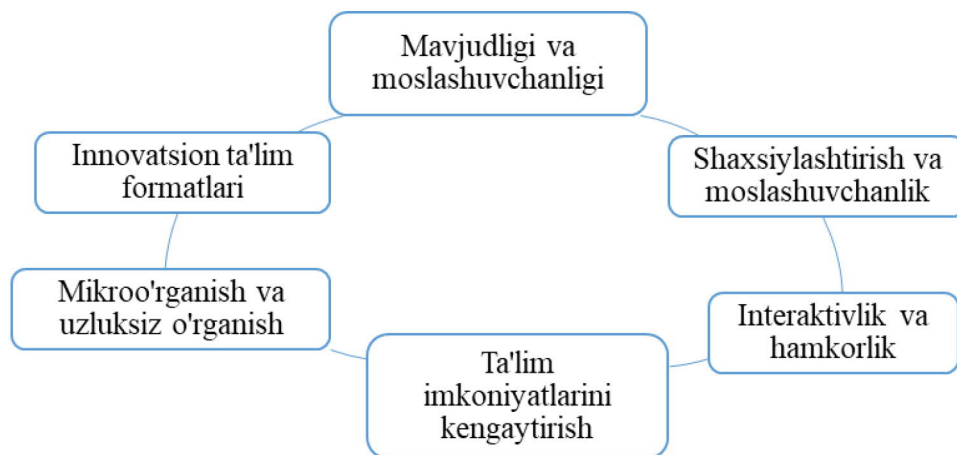 Mavjudligi va
moslashuvchanligi
Innovatsion ta'lim
formatlari
Shaxsiylashtirish va
moslashuvchanlik
Mikroo'rganish va
uzluksiz o'rganish
Interaktivlik va
hamkorlik
Ta'lim
imkoniyatlarini
kengaytirish